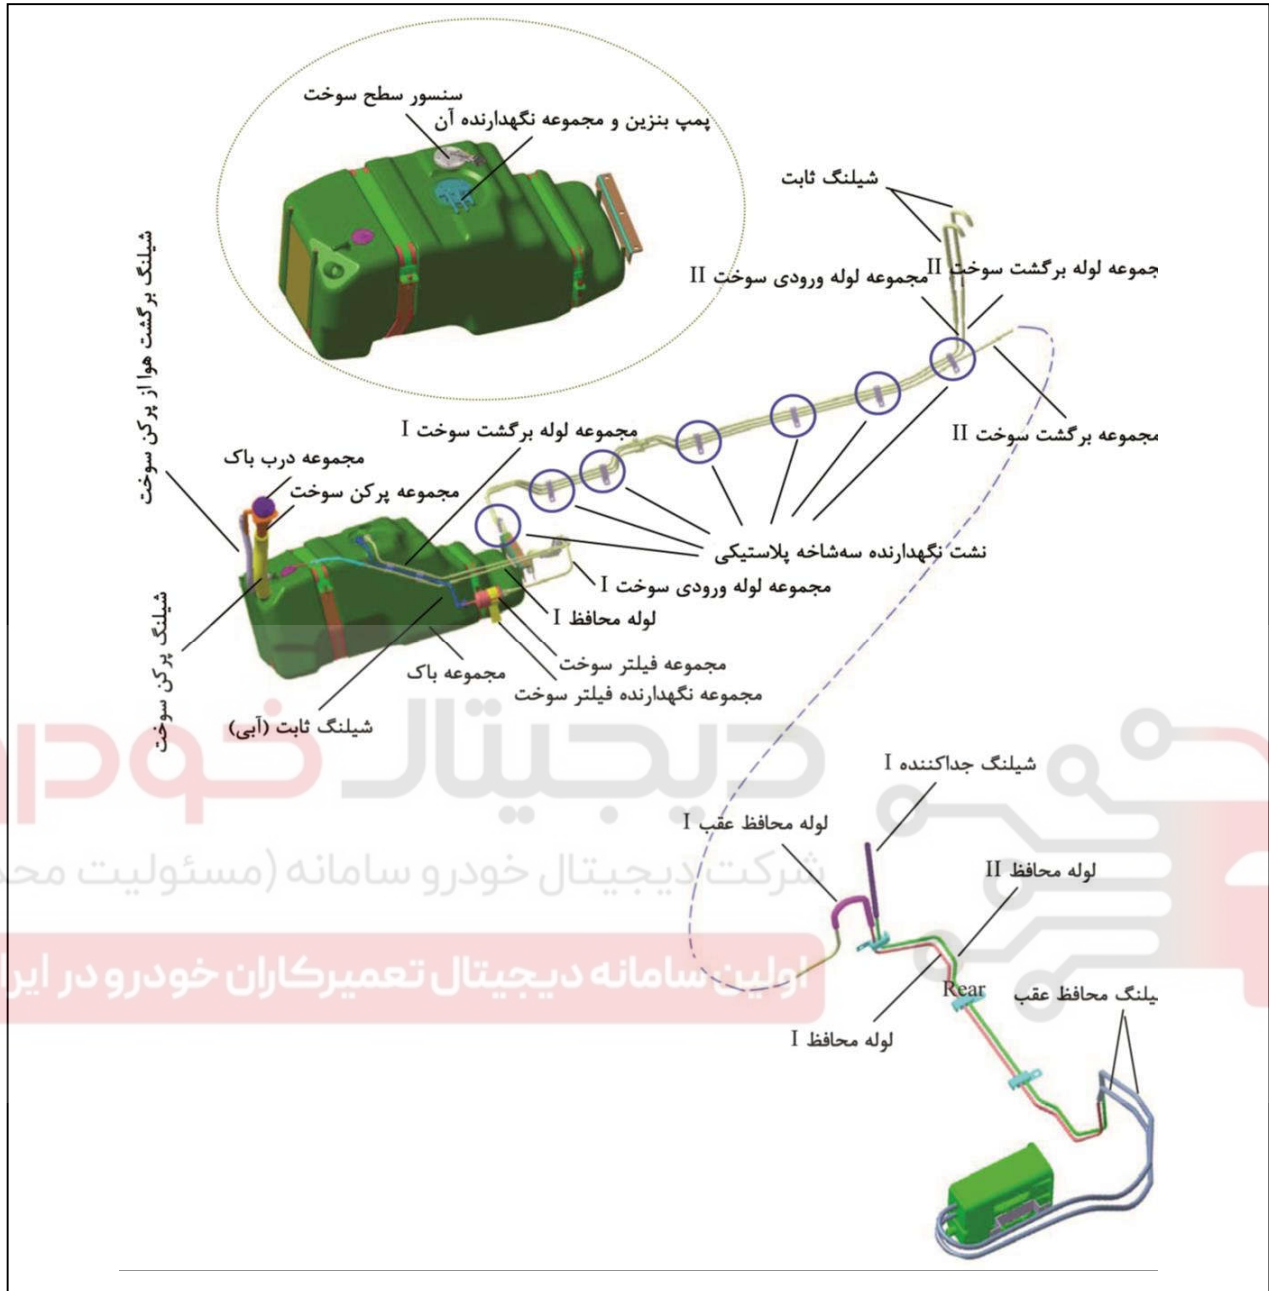 سنسور سطح سوخت
پمپ بنزین و مجموعه نگهدارنده آن
شیلنگ ثابت
مجموعه لوله برگشت سوخت II
مجموعه لوله ورودی سوخت II
شیلنگ برگشت هوا از پرکن سوخت
مجموعه برگشت سوخت II
مجموعه لوله برگشت سوخت I
مجموعه درب باک
مجموعه پرکن سوخت
نشت نگهدارنده سه‌شاخه پلاستیکی
مجموعه لوله ورودی سوخت I
لوله محافظ I
شیلنگ پرکن سوخت
مجموعه فیلتر سوخت
مجموعه باک
مجموعه نگهدارنده فیلتر سوخت
شیلنگ ثابت (آبی)
دیجیتال خودرو
شیلنگ جداکننده I
لوله محافظ عقب I
شرکت دیجیتال خودرو سامانه (مسئولیت
لوله محافظ II
اولین سامانه دیجیتال تعمیرکاران خودرو در
Rear
یلنگ محافظ عقب
لوله محافظ I